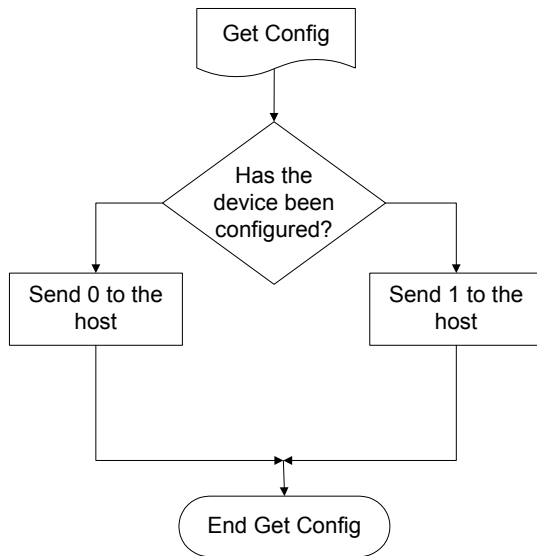 Get Config
Has the
device been
configured?
Send 0 to the
host
Send 1 to the
host
End Get Config